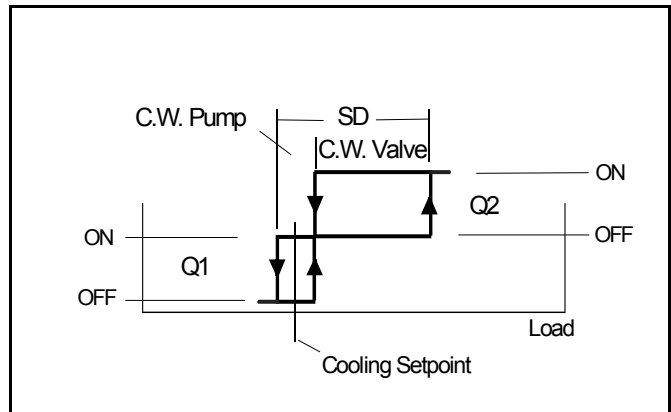 C.W. Pump
SD
C.W. Valve
ON
Q2
ON
OFF
Q1
OFF
Load
Cooling Setpoint